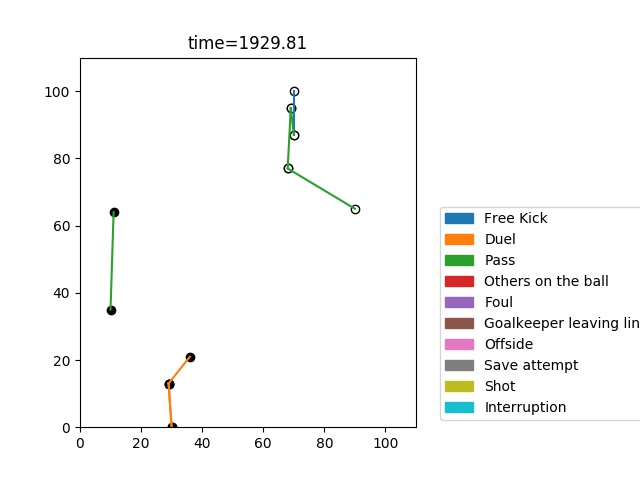 time=1929.81
100
80
60
40
20
0
0 20 40 60 80 100
Free Kick
Duel
Pass
Others on the ball
Foul
Goalkeeper leaving lin
Offside
Save attempt
Shot
Interruption